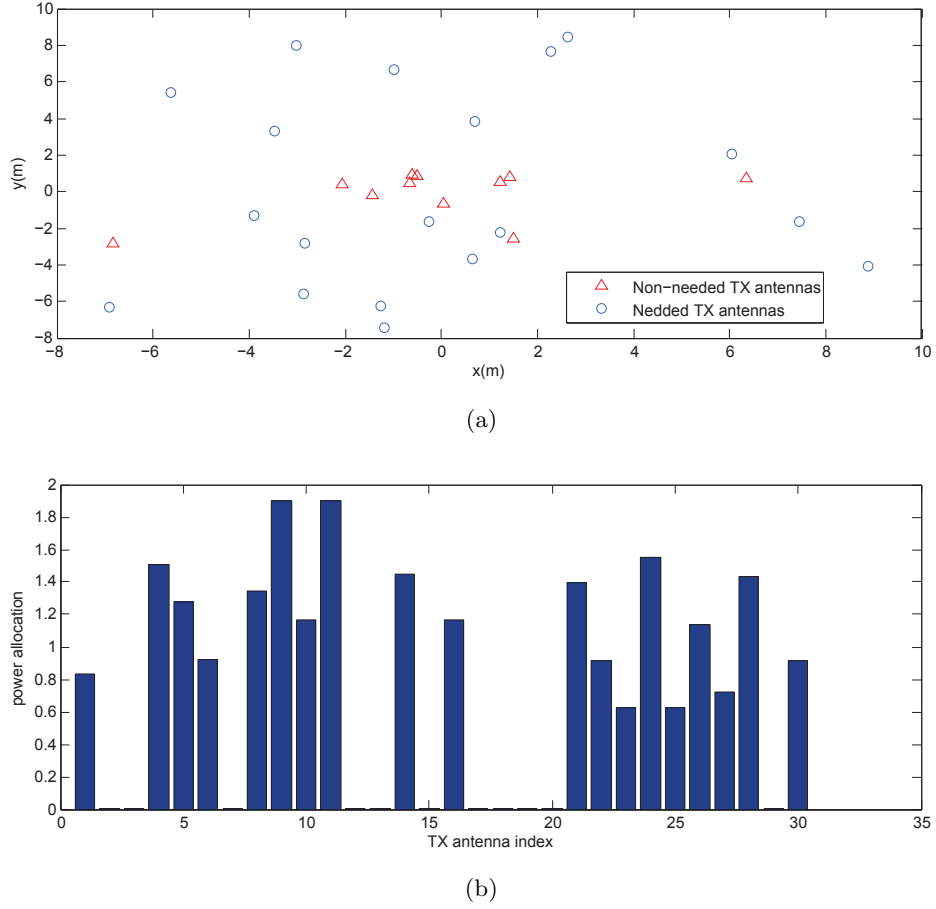 10
8
6
4
2
0
−2
−4
−6
−8
y(m)
−8 −6 −4 −2 0 2 4 6 8 10
x(m)
Non−needed TX antennas
Nedded TX antennas
(a)
2
1.8
1.6
1.4
1.2
1
0.8
0.6
0.4
0.2
0
power allocation
0 5 10 15 20 25 30 35
TX antenna index
(b)